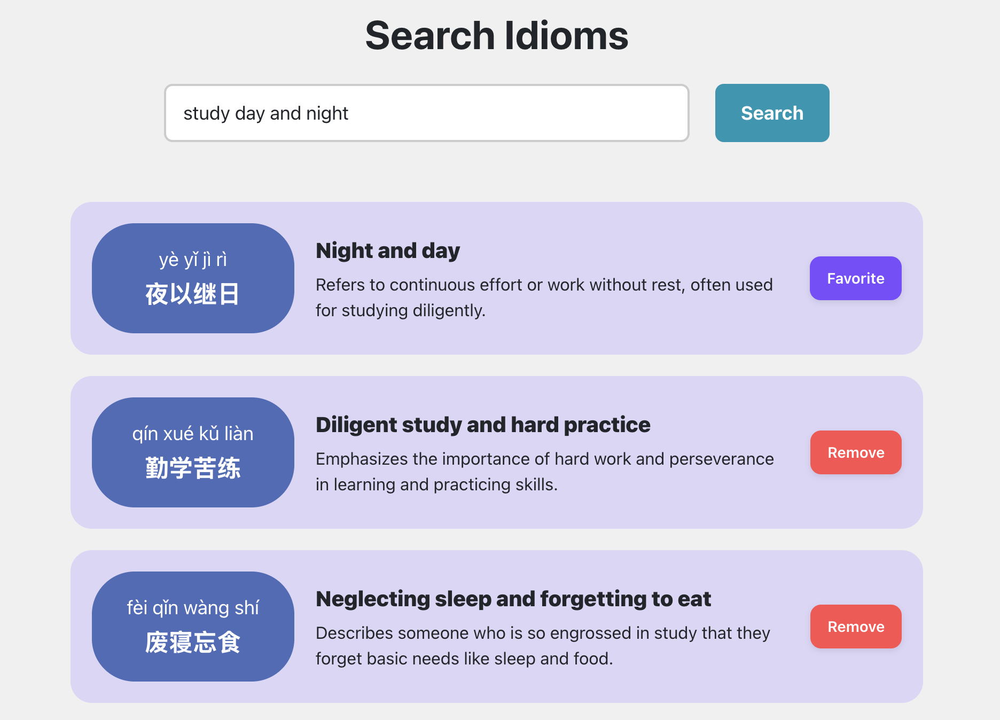 Search Idioms
study day and night
Search
yè yǐ jì rì
夜以继日
Night and day
Refers to continuous effort or work without rest, often used
for studying diligently.
Favorite
qín xué kǔ liàn
勤学苦练
Diligent study and hard practice
Emphasizes the importance of hard work and perseverance
in learning and practicing skills.
Remove
fèi qǐn wàng shí
废寝忘食
Neglecting sleep and forgetting to eat
Describes someone who is so engrossed in study that they
forget basic needs like sleep and food.
Remove